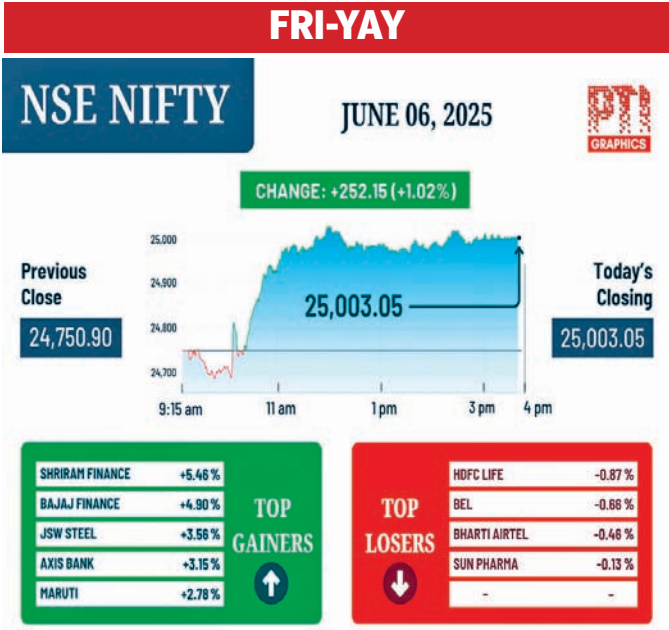 FRI-YAY
NSE NIFTY
JUNE 06, 2025
PTI
GRAPHICS
CHANGE: +252.15 (+1.02%)
Previous
Close
24,750.90
25,000
24,900
24,800
24,700
25,003.05
Today's
Closing
25,003.05
9:15 am 11 am 1 pm 3 pm 4 pm
SHRIRAM FINANCE +5.46 %
BAJAJ FINANCE +4.90 %
JSW STEEL +3.56 %
AXIS BANK +3.15 %
MARUTI +2.78 %
TOP
GAINERS
TOP
LOSERS
HDFC LIFE -0.87 %
BEL -0.66 %
BHARTI AIRTEL -0.46 %
SUN PHARMA -0.13 %
- -